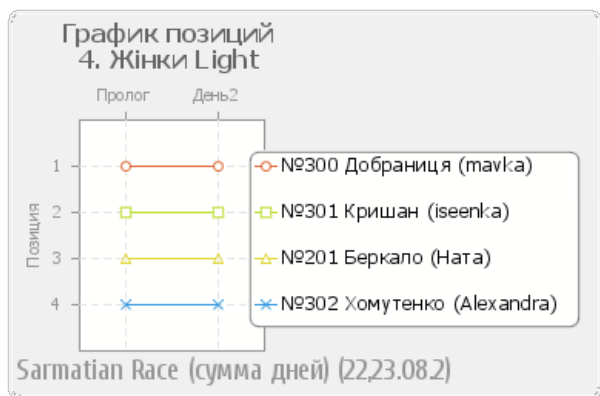 График позиций
4. Жінки Light
Пролог День2
1
2
3
4
Позиция
№300 Добраниця (mavka)
№301 Кришан (iseenka)
№201 Беркало (Ната)
№302 Хомутенко (Alexandra)
Sarmatian Race (сумма дней) (22,23.08.2)